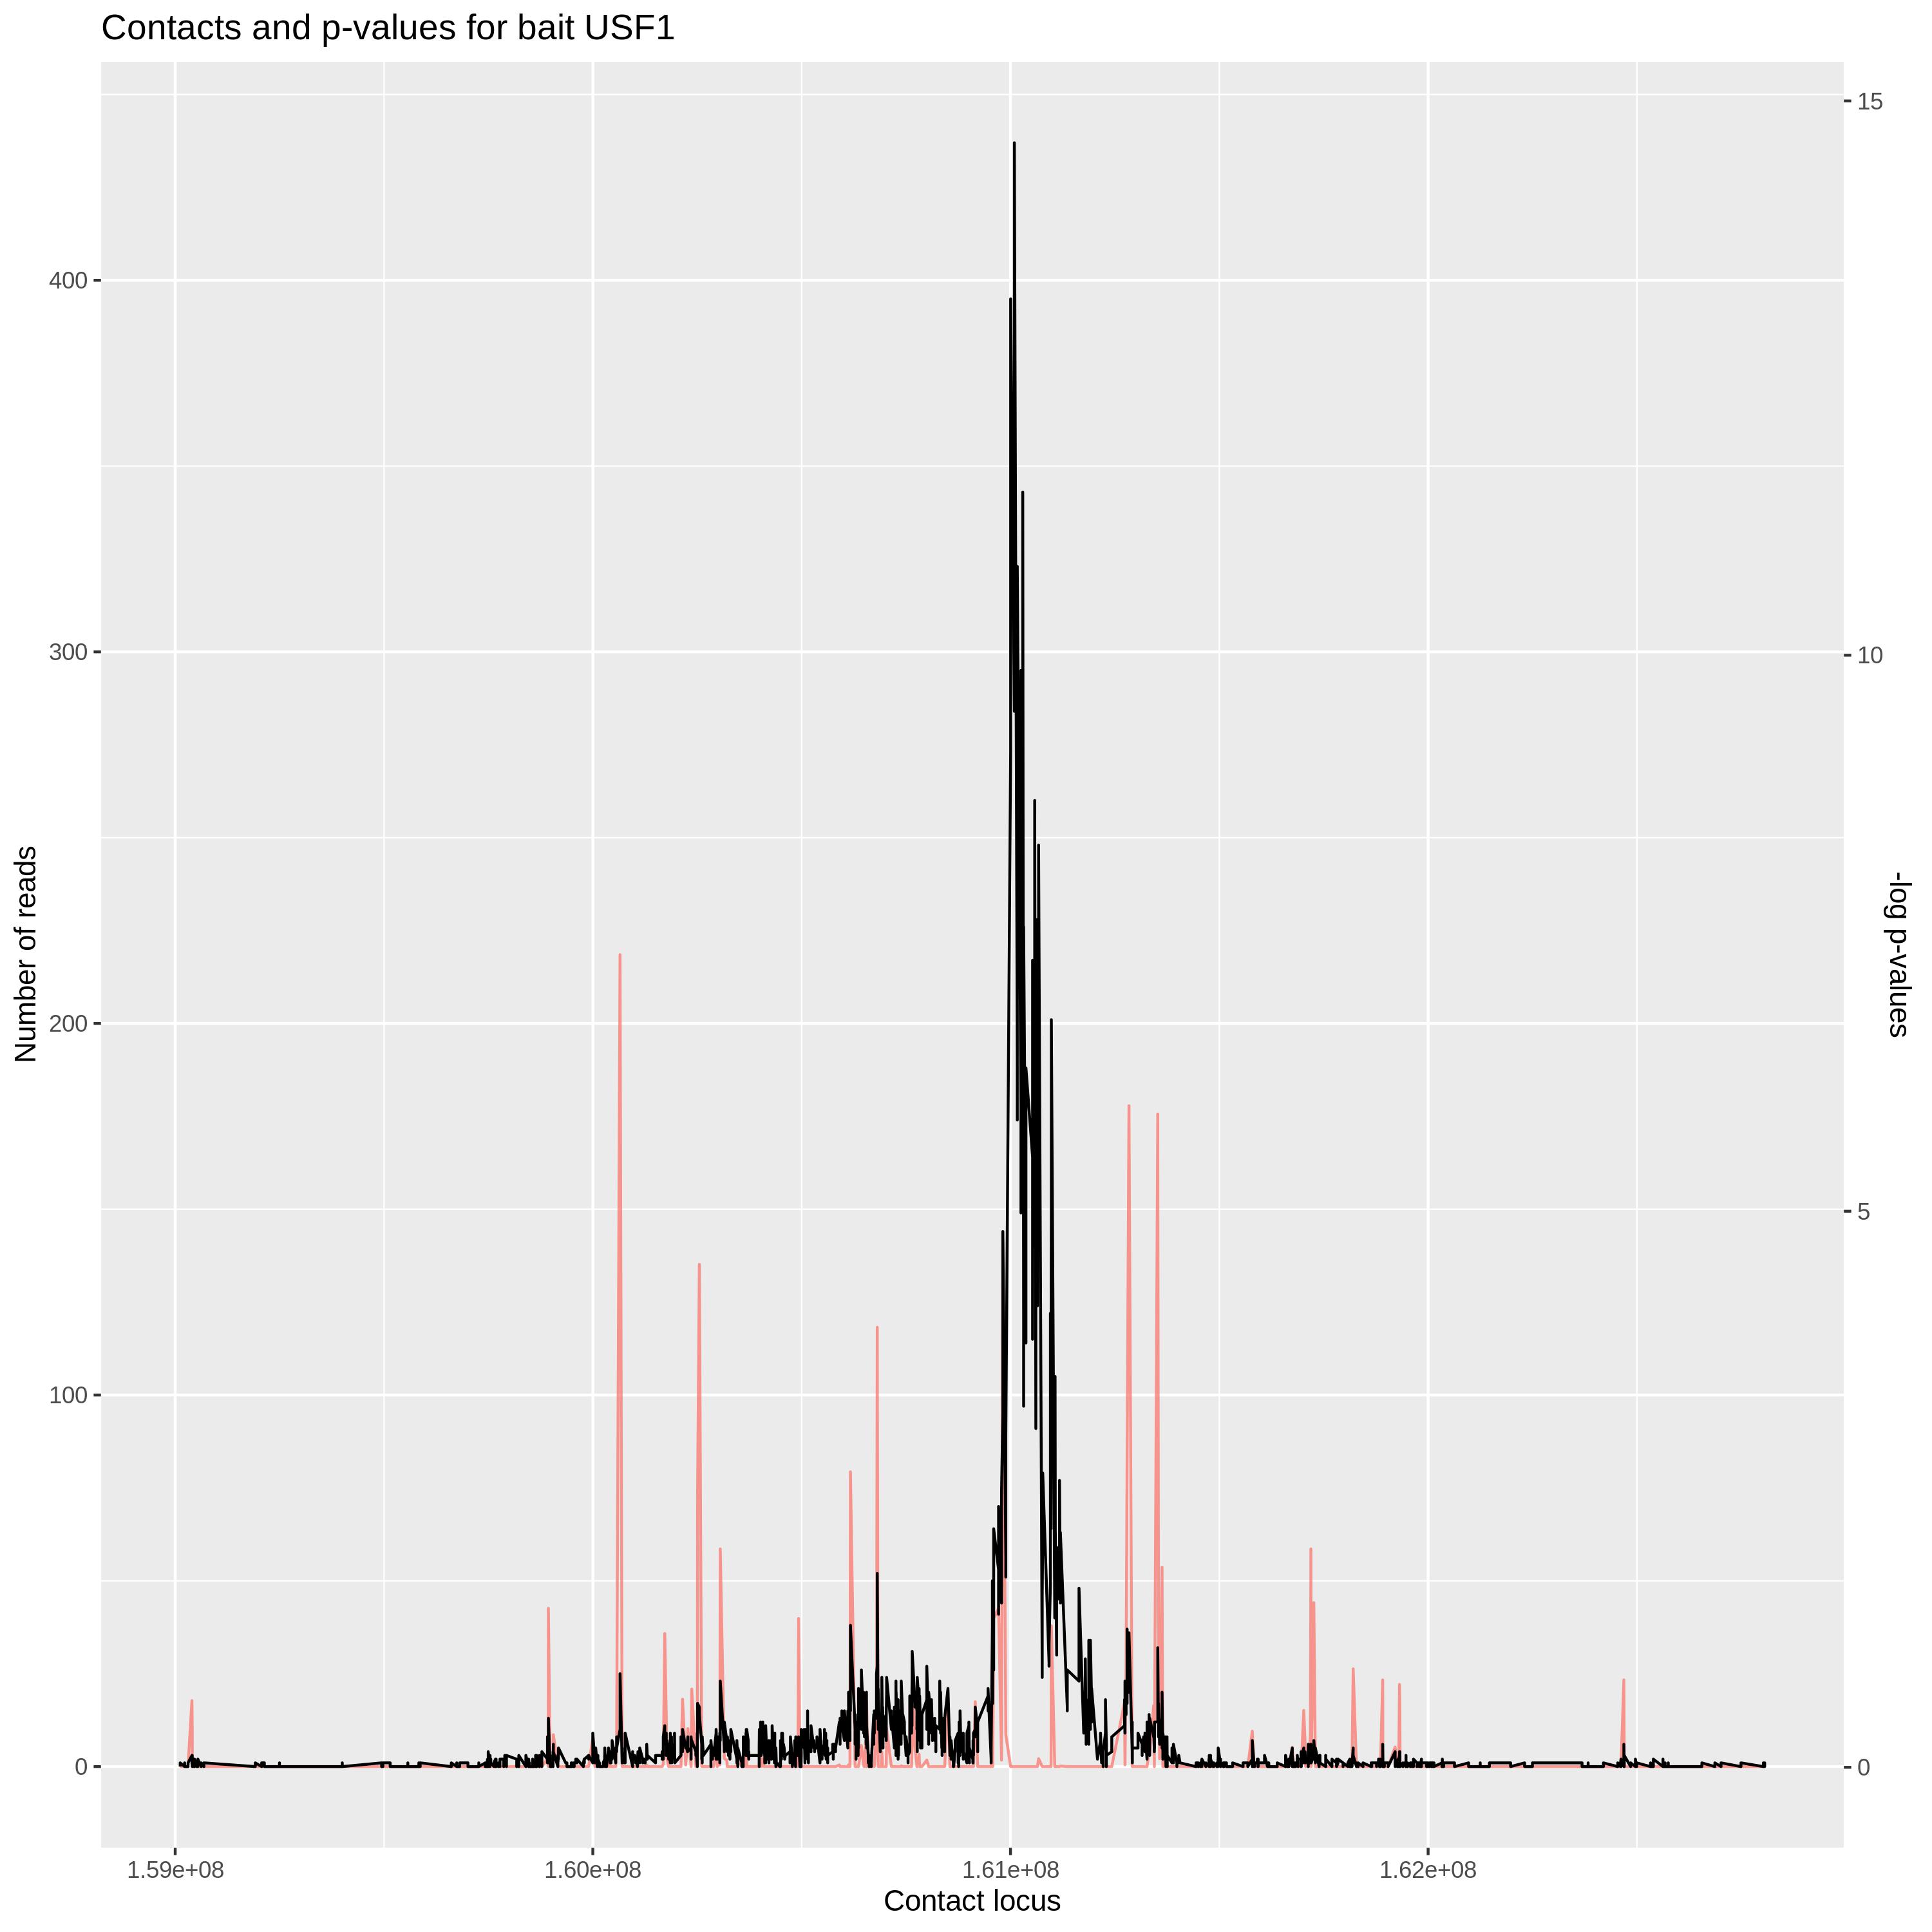 Contacts and p-values for bait USF1
15
400
300
10
Number of reads
-log p-values
200
5
100
0
0
1.59e+08
1.60e+08
1.61e+08
1.62e+08
Contact locus